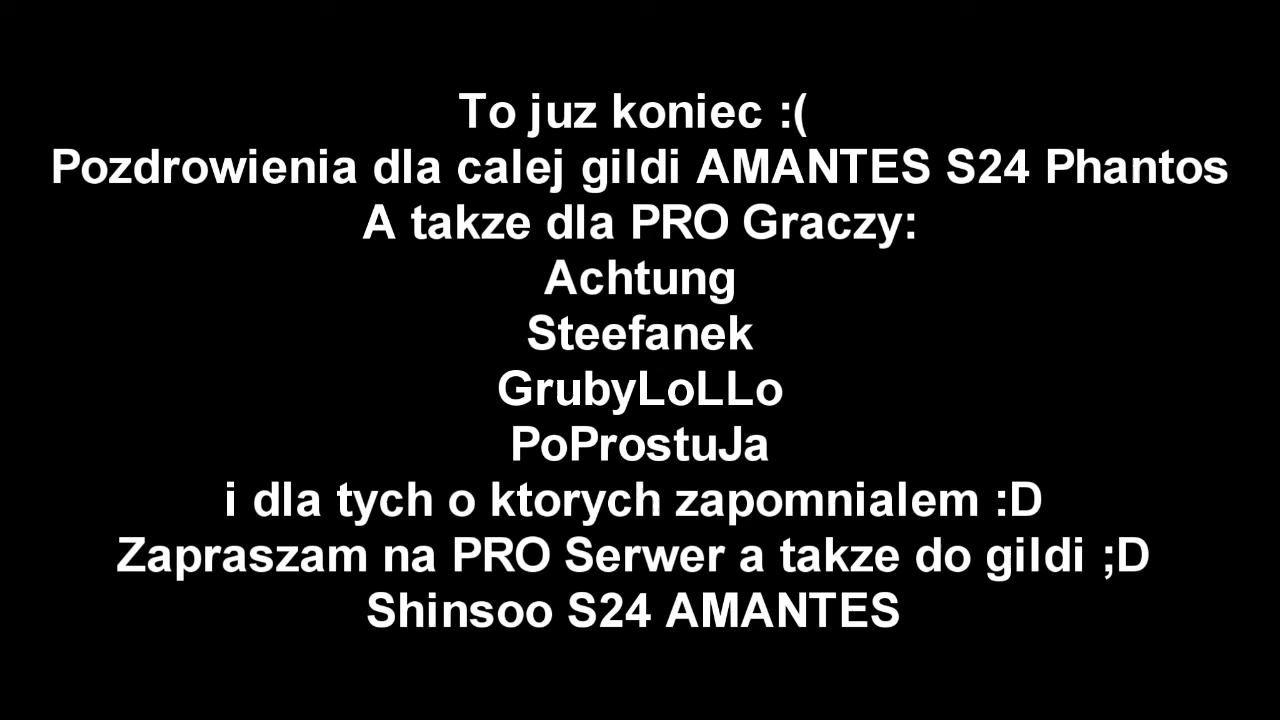 To juz koniec :(
Pozdrowienia dla calej gildi AMANTES S24 Phantos
A takze dla PRO Graczy:
Achtung
Steefanek
GrubyLoLLo
PoProstuJa
i dla tych o ktorych zapomnialem :D
Zapraszam na PRO Serwer a takze do gildi ;D
Shinsoo S24 AMANTES